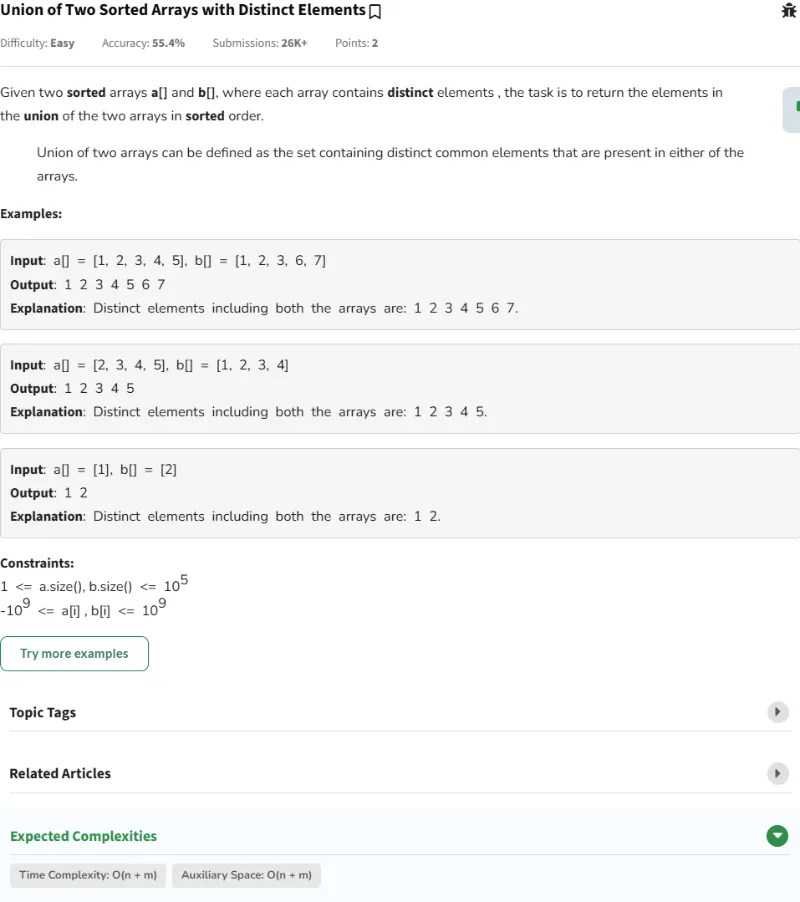 Union of Two Sorted Arrays with Distinct Elements
Difficulty: Easy Accuracy: 55.4% Submissions: 26K+ Points: 2
Given two sorted arrays a[] and b[], where each array contains distinct elements , the task is to return the elements in
the union of the two arrays in sorted order.
Union of two arrays can be defined as the set containing distinct common elements that are present in either of the
arrays.
Examples:
Input: a[] = [1, 2, 3, 4, 5], b[] = [1, 2, 3, 6, 7]
Output: 1 2 3 4 5 6 7
Explanation: Distinct elements including both the arrays are: 1 2 3 4 5 6 7.
Input: a[] = [2, 3, 4, 5], b[] = [1, 2, 3, 4]
Output: 1 2 3 4 5
Explanation: Distinct elements including both the arrays are: 1 2 3 4 5.
Input: a[] = [1], b[] = [2]
Output: 1 2
Explanation: Distinct elements including both the arrays are: 1 2.
Constraints:
1 <= a.size(), b.size() <= 10⁵
-10⁹ <= a[i] , b[i] <= 10⁹
Try more examples
Topic Tags
Related Articles
Expected Complexities
Time Complexity: O(n + m) Auxiliary Space: O(n + m)